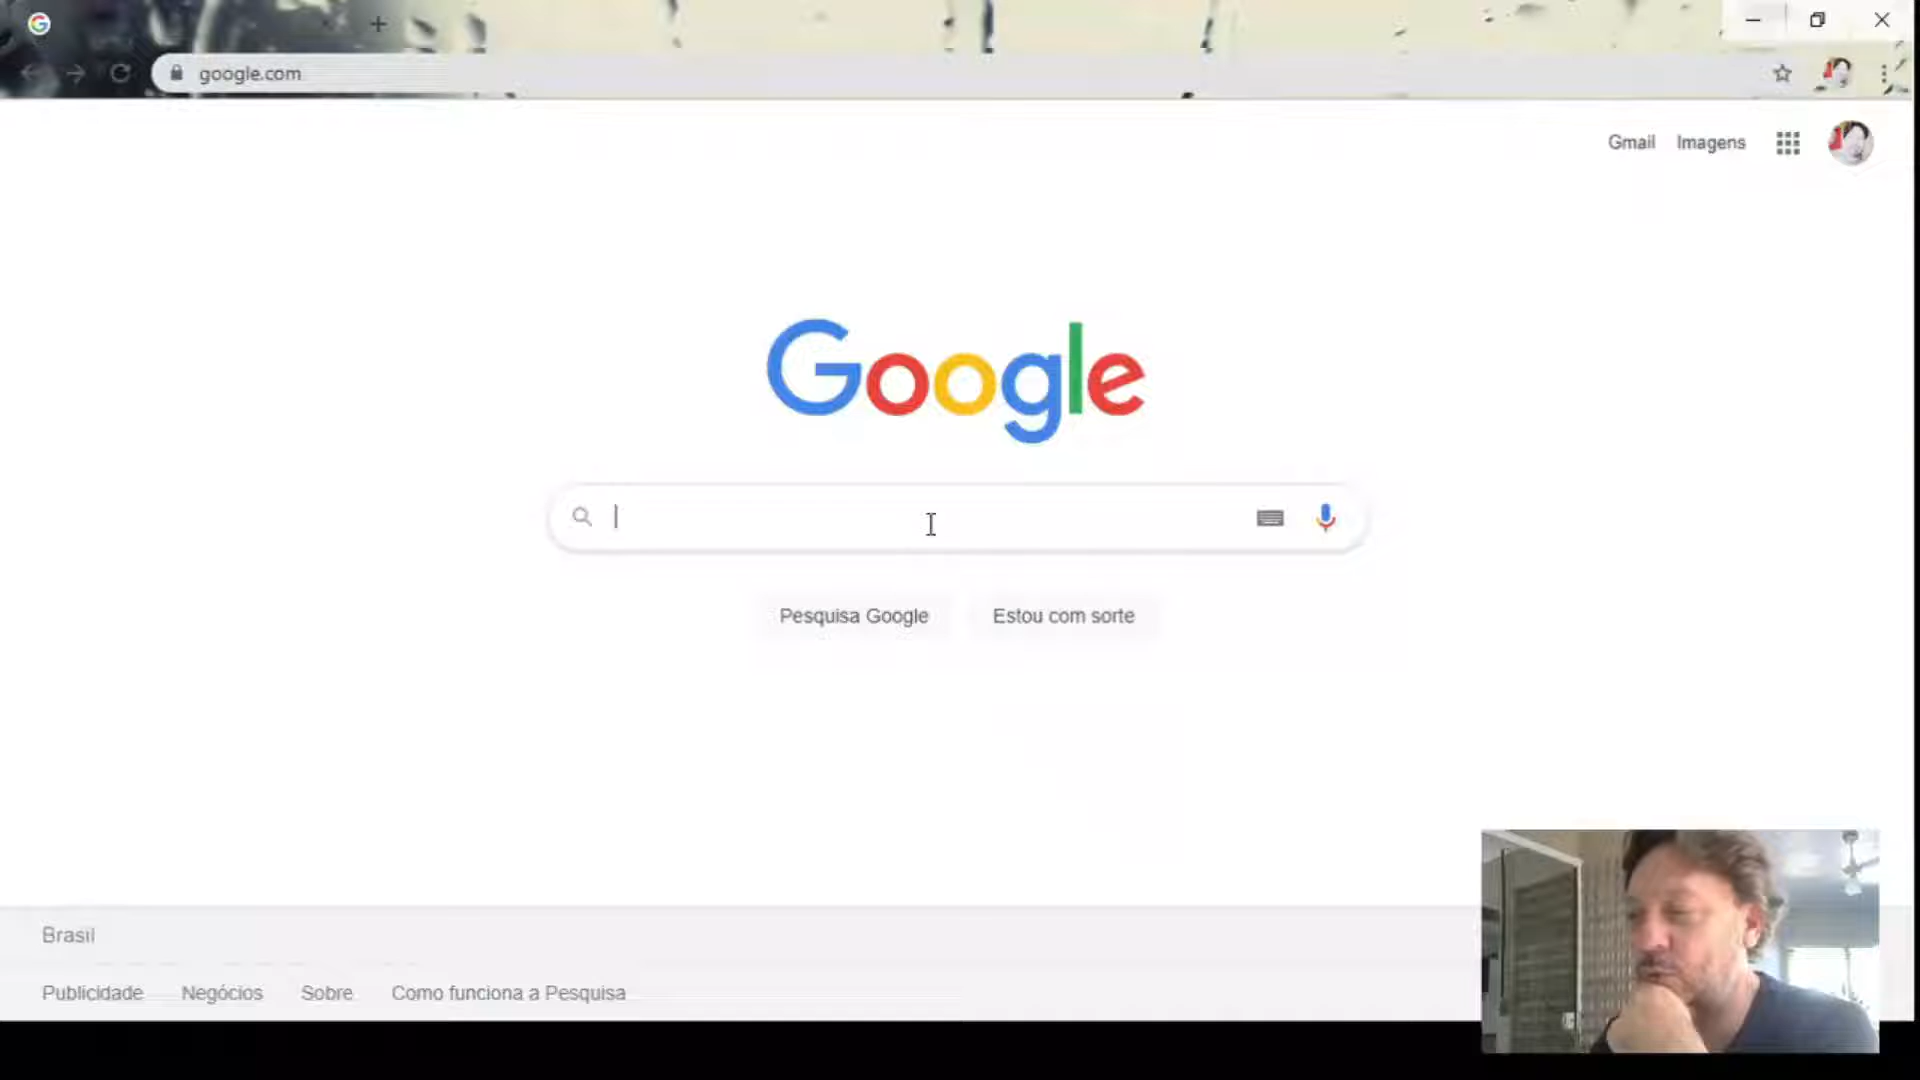 google.com
Gmail Imagens
Google
Pesquisa Google Estou com sorte
Brasil
Publicidade Negócios Sobre Como funciona a Pesquisa